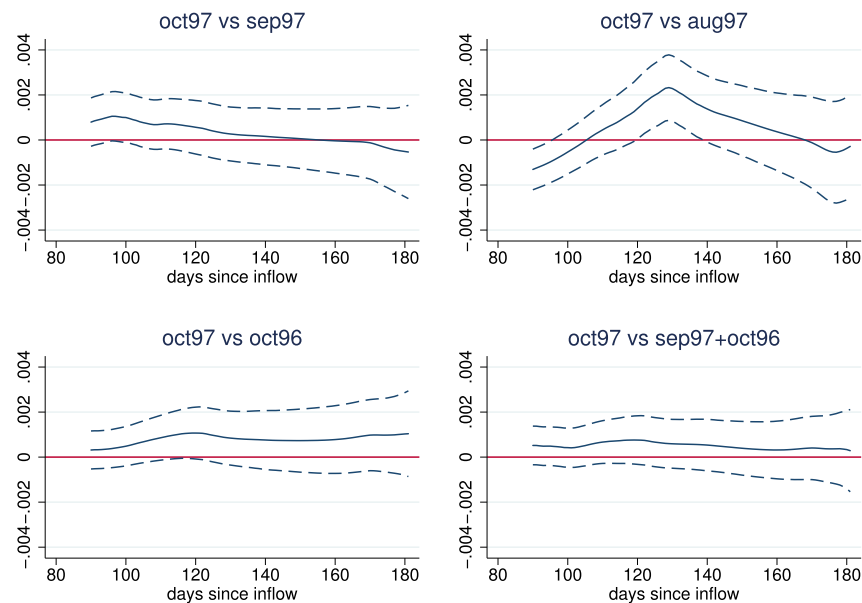 oct97 vs sep97
.004
.002
0
−.002
−.004
80 100 120 140 160 180
days since inflow
oct97 vs aug97
.004
.002
0
−.002
−.004
80 100 120 140 160 180
days since inflow
oct97 vs oct96
.004
.002
0
−.002
−.004
80 100 120 140 160 180
days since inflow
oct97 vs sep97+oct96
.004
.002
0
−.002
−.004
80 100 120 140 160 180
days since inflow